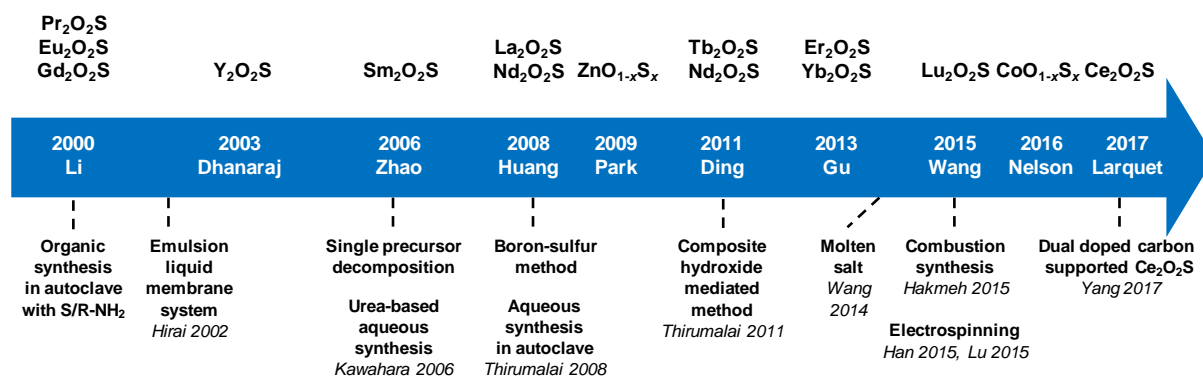 Pr₂O₂S
Eu₂O₂S
Gd₂O₂S
Y₂O₂S
Sm₂O₂S
La₂O₂S
Nd₂O₂S
ZnO₁₋ₓSₓ
Tb₂O₂S
Nd₂O₂S
Er₂O₂S
Yb₂O₂S
Lu₂O₂S
CoO₁₋ₓSₓ
Ce₂O₂S
2000
Li
2003
Dhanaraj
2006
Zhao
2008
Huang
2009
Park
2011
Ding
2013
Gu
2015
Wang
2016
Nelson
2017
Larquet
Organic
synthesis
in autoclave
with S/R-NH₂
Emulsion
liquid
membrane
system
Hirai 2002
Single precursor
decomposition
Urea-based
aqueous
synthesis
Kawahara 2006
Boron-sulfur
method
Aqueous
synthesis
in autoclave
Thirumalai 2008
Composite
hydroxide
mediated
method
Thirumalai 2011
Molten
salt
Wang
2014
Combustion
synthesis
Hakmeh 2015
Electrospinning
Han 2015, Lu 2015
Dual doped carbon
supported Ce₂O₂S
Yang 2017